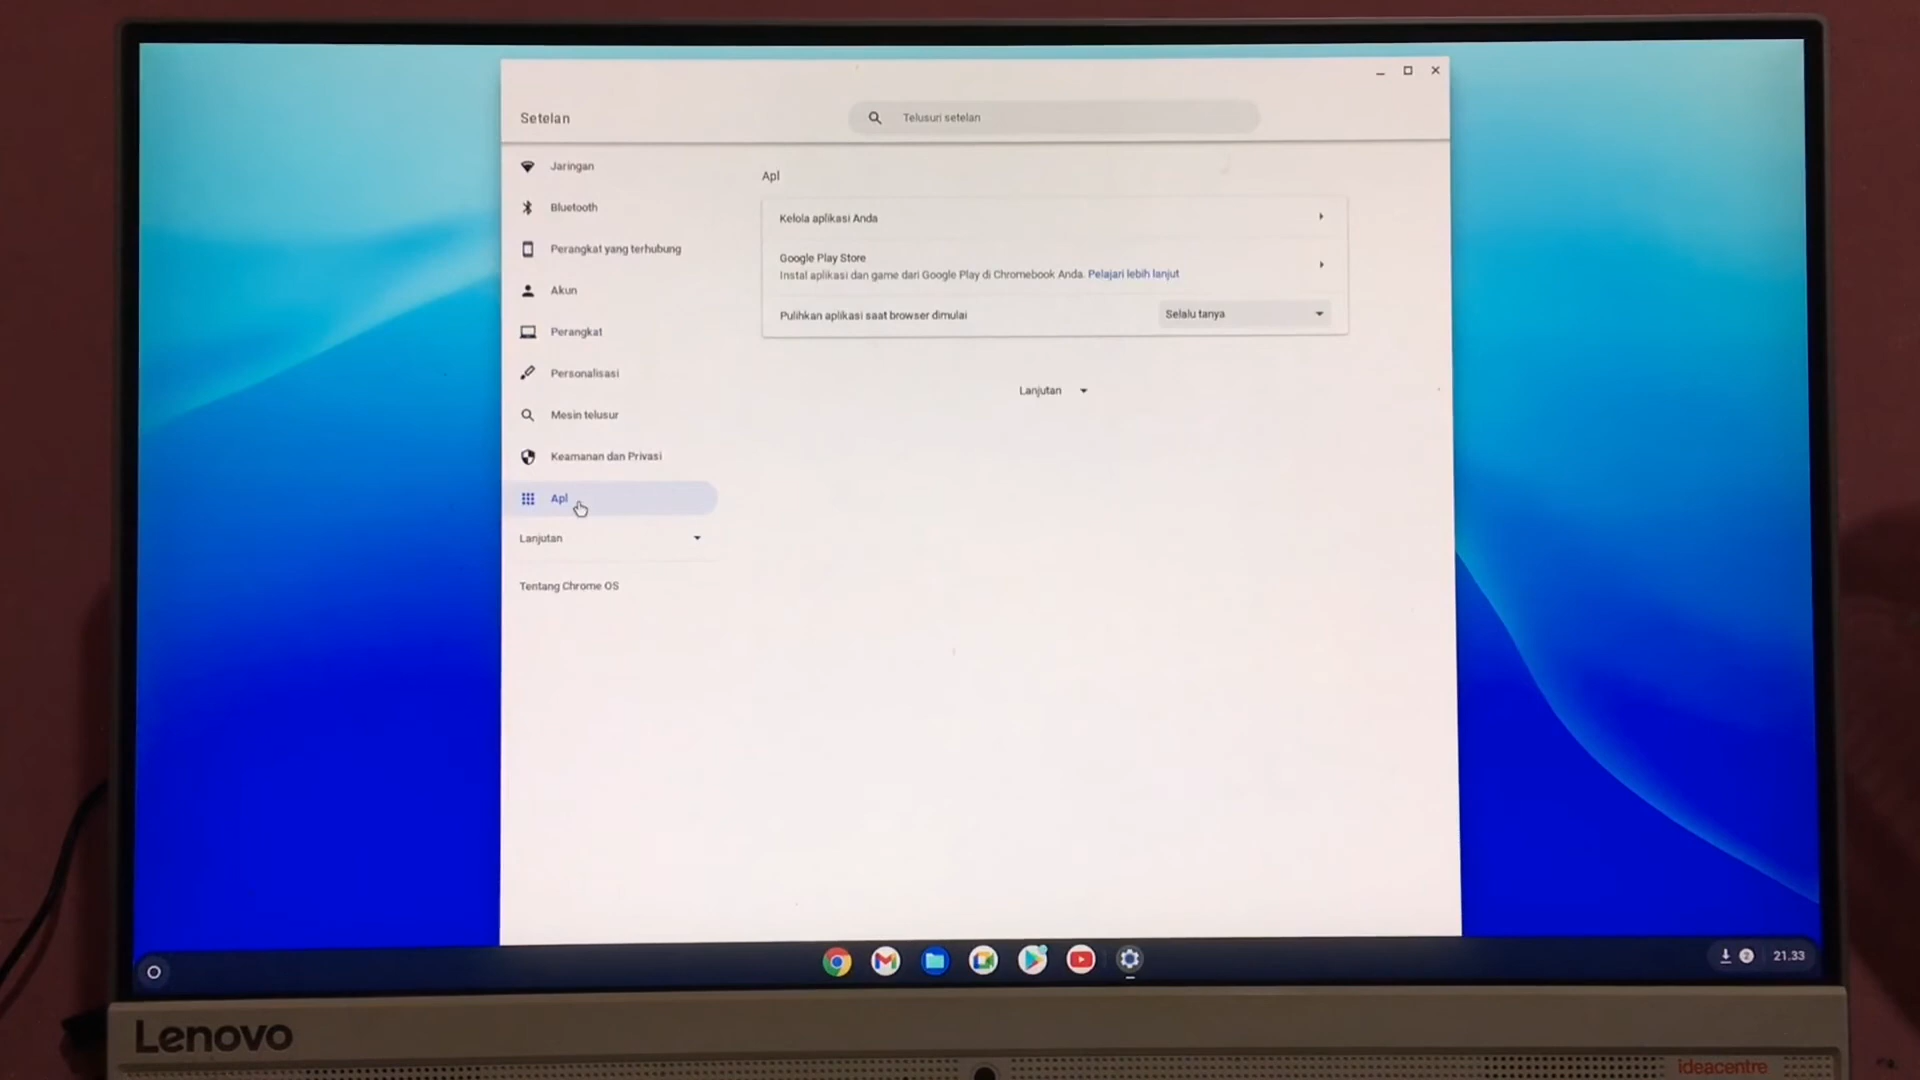 Setelan
Telusuri setelan
Jaringan
Bluetooth
Perangkat yang terhubung
Akun
Perangkat
Personalisasi
Mesin telusur
Keamanan dan Privasi
Apl
Lanjutan
Tentang Chrome OS
Apl
Kelola aplikasi Anda
Google Play Store
Instal aplikasi dan game dari Google Play di Chromebook Anda. Pelajari lebih lanjut
Pulihkan aplikasi saat browser dimulai
Selalu tanya
Lanjutan
2
21.33
Lenovo
ideacentre